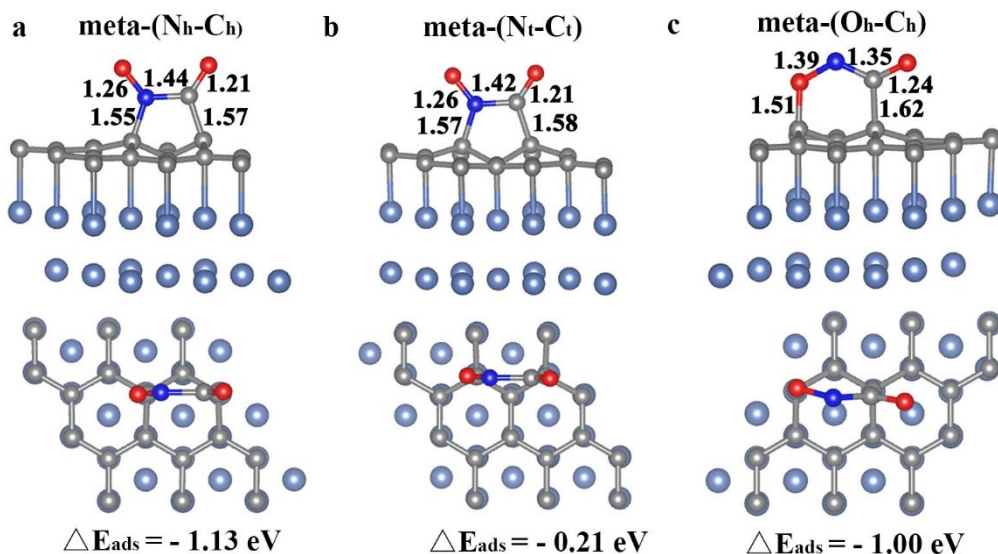 a meta-(Nh-Ch)
1.26 1.44 1.21
1.55 1.57
△Eads = - 1.13 eV
b meta-(Nt-Ct)
1.26 1.42 1.21
1.57 1.58
△Eads = - 0.21 eV
c meta-(Oh-Ch)
1.39 1.35
1.24
1.51 1.62
△Eads = - 1.00 eV